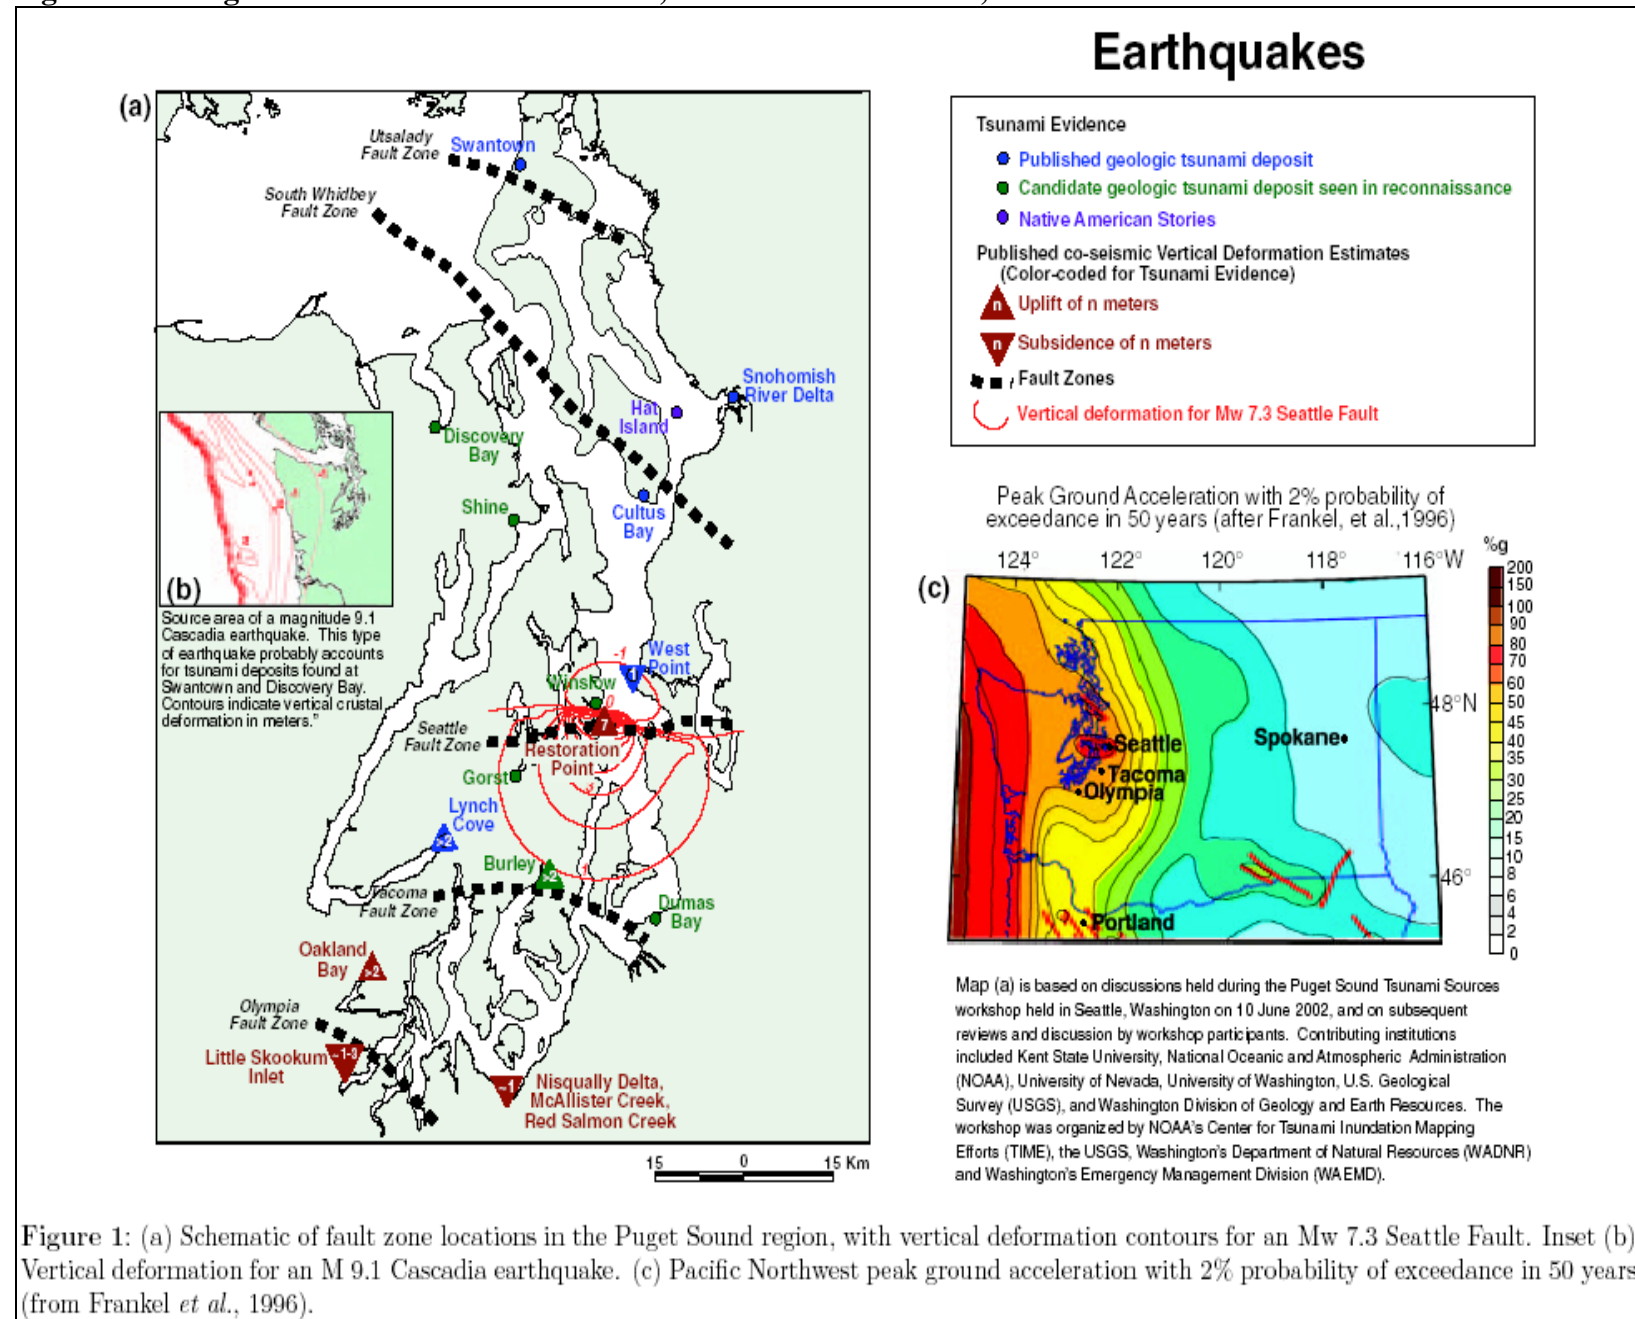 Earthquakes
(a)
Utsalady
Fault Zone
Swantown
South Whidbey
Fault Zone
Snohomish
River Delta
Hat
Island
Discovery
Bay
Shine
Cultus
Bay
(b)
Source area of a magnitude 9.1
Cascadia earthquake. This type
of earthquake probably accounts
for tsunami deposits found at
Swantown and Discovery Bay.
Contours indicate vertical crustal
deformation in meters."
-1
West
Point
1
Winslow
0
7
Seattle
Fault Zone
Restoration
Point
Gorst
Lynch
Cove
>2
Burley
>2
1
Tacoma
Fault Zone
Dumas
Bay
Oakland
Bay
>2
Olympia
Fault Zone
Little Skookum
Inlet
~1-3
~1
Nisqually Delta,
McAllister Creek,
Red Salmon Creek
15 0 15 Km
Tsunami Evidence
Published geologic tsunami deposit
Candidate geologic tsunami deposit seen in reconnaissance
Native American Stories
Published co-seismic Vertical Deformation Estimates
(Color-coded for Tsunami Evidence)
n Uplift of n meters
n Subsidence of n meters
Fault Zones
Vertical deformation for Mw 7.3 Seattle Fault
Peak Ground Acceleration with 2% probability of
exceedance in 50 years (after Frankel, et al.,1996)
(c)
124° 122° 120° 118° 116°W
48°N
46°
Seattle
Tacoma
Olympia
Spokane
Portland
%g
200
150
100
90
80
70
60
50
45
40
35
30
25
20
15
10
8
6
4
2
0
Map (a) is based on discussions held during the Puget Sound Tsunami Sources
workshop held in Seattle, Washington on 10 June 2002, and on subsequent
reviews and discussion by workshop participants. Contributing institutions
included Kent State University, National Oceanic and Atmospheric Administration
(NOAA), University of Nevada, University of Washington, U.S. Geological
Survey (USGS), and Washington Division of Geology and Earth Resources. The
workshop was organized by NOAA's Center for Tsunami Inundation Mapping
Efforts (TIME), the USGS, Washington's Department of Natural Resources (WADNR)
and Washington's Emergency Management Division (WAEMD).
Figure 1: (a) Schematic of fault zone locations in the Puget Sound region, with vertical deformation contours for an Mw 7.3 Seattle Fault. Inset (b)
Vertical deformation for an M 9.1 Cascadia earthquake. (c) Pacific Northwest peak ground acceleration with 2% probability of exceedance in 50 years
(from Frankel et al., 1996).